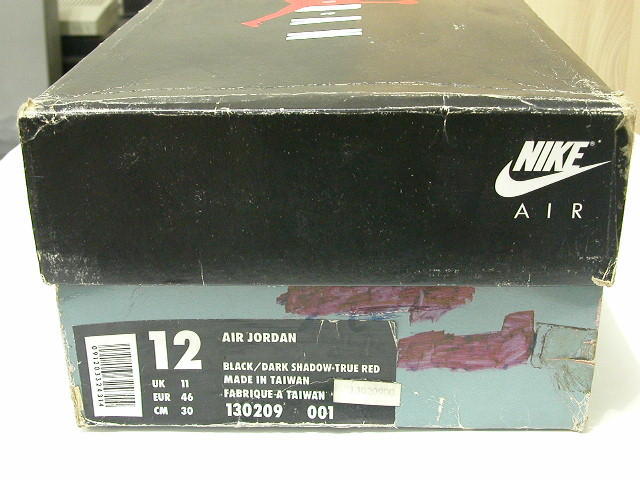 NIKE
AIR
12
AIR JORDAN
BLACK/DARK SHADOW-TRUE RED
UK 11
MADE IN TAIWAN
EUR 46
FABRIQUE-A TAIWAN
CM 30
130209 001